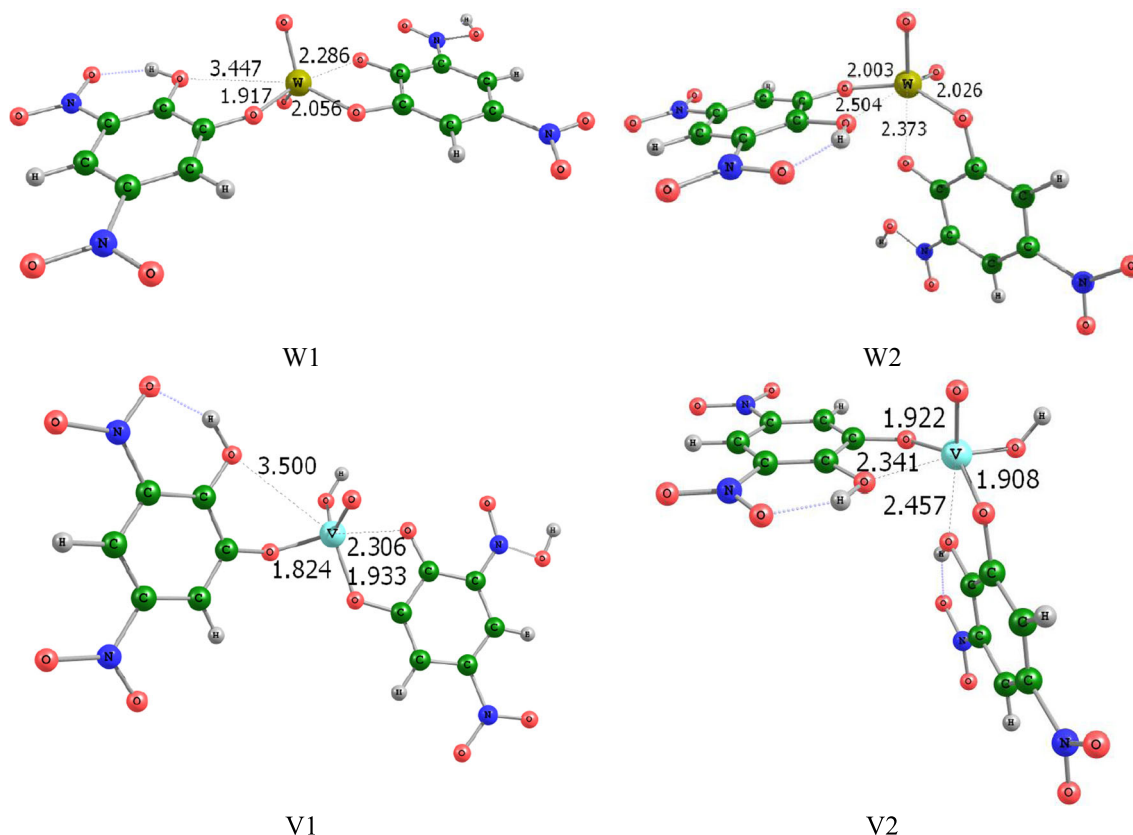 O O N O H O
3.447 2.286 O C C H
O H O W C C
O N C O 1.917 O 2.056 O C C N O
C C O H O
H C C H
N
O O
O
2.003 W O
N H O 2.026
O C C 2.504 O
H C C O 2.373
N O H O C
O C C H
O N C C
H O C N O
H O
W1 W2
O
O N H
O 3.500
C C H O
H C C O V O 2.306
C C O 1.824 1.933 C
N H O C C N H O
O O C C H
H N O
O
O
O N C H 1.922 O H
H C C C O V O
O N C C 2.341 1.908
O H O 2.457 O
O H C
C C H
O N C C
O H N O
O
V1 V2